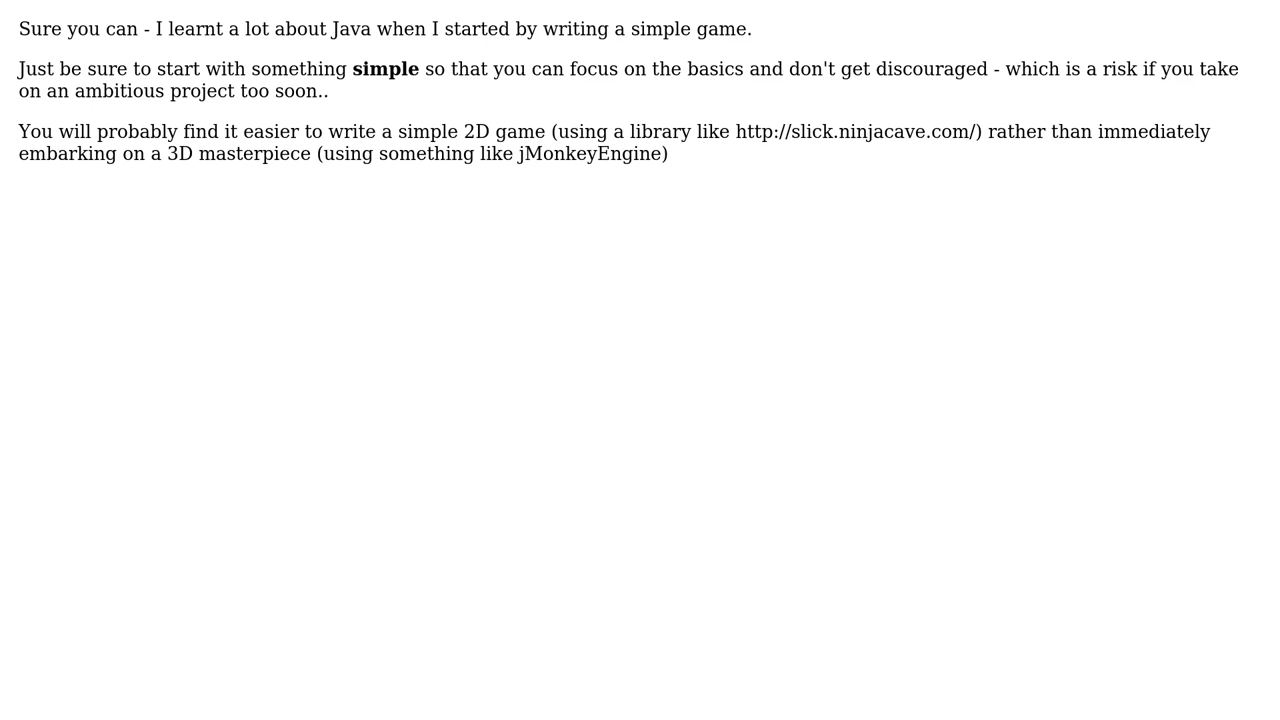 Sure you can - I learnt a lot about Java when I started by writing a simple game.
Just be sure to start with something simple so that you can focus on the basics and don't get discouraged - which is a risk if you take
on an ambitious project too soon..
You will probably find it easier to write a simple 2D game (using a library like http://slick.ninjacave.com/) rather than immediately
embarking on a 3D masterpiece (using something like jMonkeyEngine)